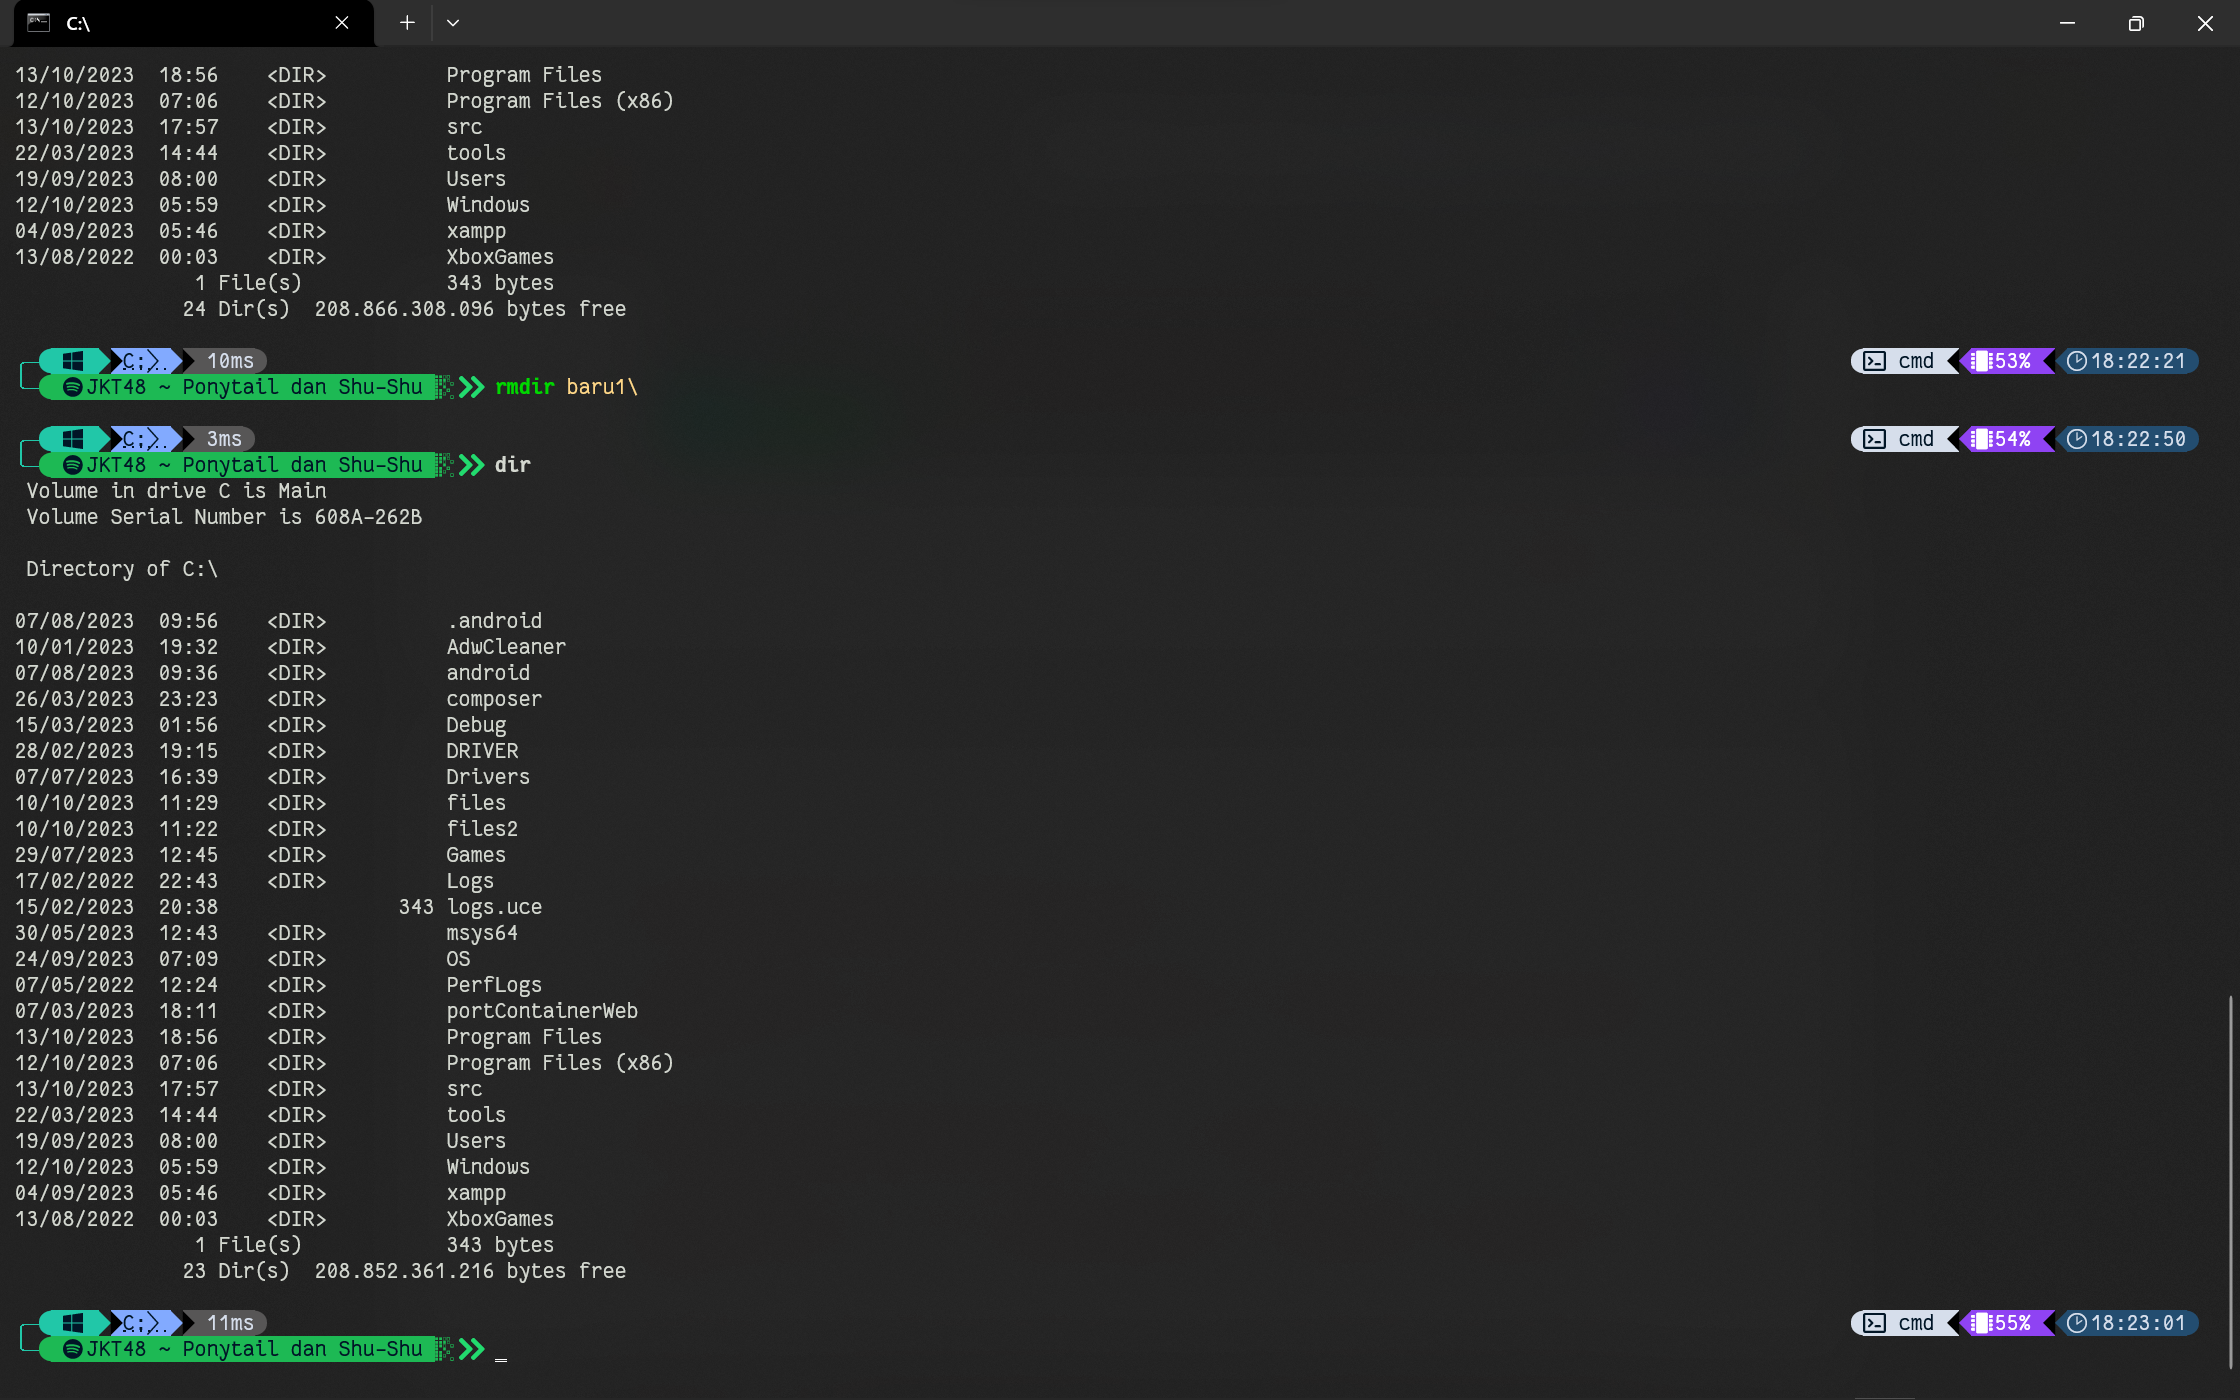 C:\
13/10/2023  18:56    <DIR>          Program Files
12/10/2023  07:06    <DIR>          Program Files (x86)
13/10/2023  17:57    <DIR>          src
22/03/2023  14:44    <DIR>          tools
19/09/2023  08:00    <DIR>          Users
12/10/2023  05:59    <DIR>          Windows
04/09/2023  05:46    <DIR>          xampp
13/08/2022  00:03    <DIR>          XboxGames
1 File(s)            343 bytes
24 Dir(s)  208.866.308.096 bytes free
C:\ 10ms cmd 53% 18:22:21
JKT48 ~ Ponytail dan Shu-Shu rmdir baru1\
C:\ 3ms cmd 54% 18:22:50
JKT48 ~ Ponytail dan Shu-Shu dir
Volume in drive C is Main
Volume Serial Number is 608A-262B
Directory of C:\
07/08/2023  09:56    <DIR>          .android
10/01/2023  19:32    <DIR>          AdwCleaner
07/08/2023  09:36    <DIR>          android
26/03/2023  23:23    <DIR>          composer
15/03/2023  01:56    <DIR>          Debug
28/02/2023  19:15    <DIR>          DRIVER
07/07/2023  16:39    <DIR>          Drivers
10/10/2023  11:29    <DIR>          files
10/10/2023  11:22    <DIR>          files2
29/07/2023  12:45    <DIR>          Games
17/02/2022  22:43    <DIR>          Logs
15/02/2023  20:38               343 logs.uce
30/05/2023  12:43    <DIR>          msys64
24/09/2023  07:09    <DIR>          OS
07/05/2022  12:24    <DIR>          PerfLogs
07/03/2023  18:11    <DIR>          portContainerWeb
13/10/2023  18:56    <DIR>          Program Files
12/10/2023  07:06    <DIR>          Program Files (x86)
13/10/2023  17:57    <DIR>          src
22/03/2023  14:44    <DIR>          tools
19/09/2023  08:00    <DIR>          Users
12/10/2023  05:59    <DIR>          Windows
04/09/2023  05:46    <DIR>          xampp
13/08/2022  00:03    <DIR>          XboxGames
1 File(s)            343 bytes
23 Dir(s)  208.852.361.216 bytes free
C:\ 11ms cmd 55% 18:23:01
JKT48 ~ Ponytail dan Shu-Shu